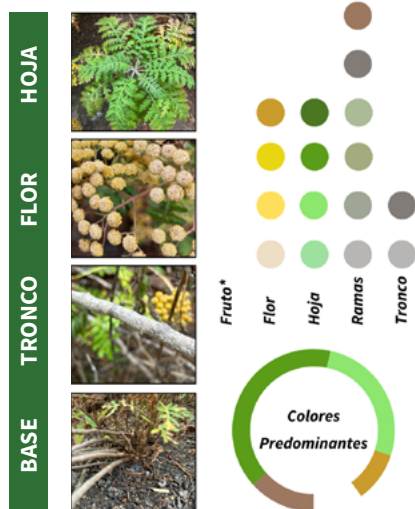 HOJA
FLOR
TRONCO
BASE
Fruto*
Flor
Hoja
Ramas
Tronco
Colores
Predominantes